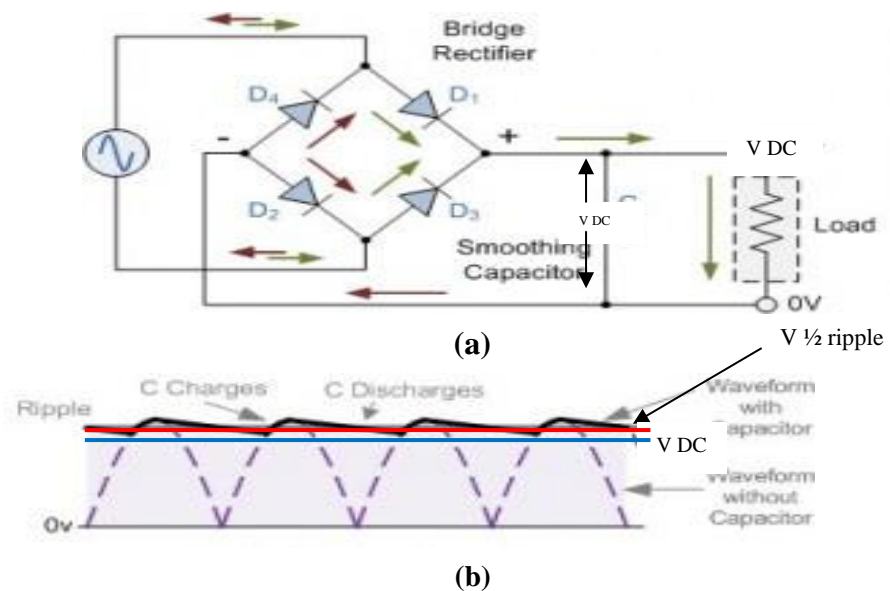 Bridge
Rectifier
D4
D1
-
+
V DC
D2
D3
V DC
Smoothing
Capacitor
Load
0V
(a)
V ½ ripple
C Charges
C Discharges
Ripple
Waveform
with
apacitor
V DC
Waveform
without
Capacitor
0v
(b)